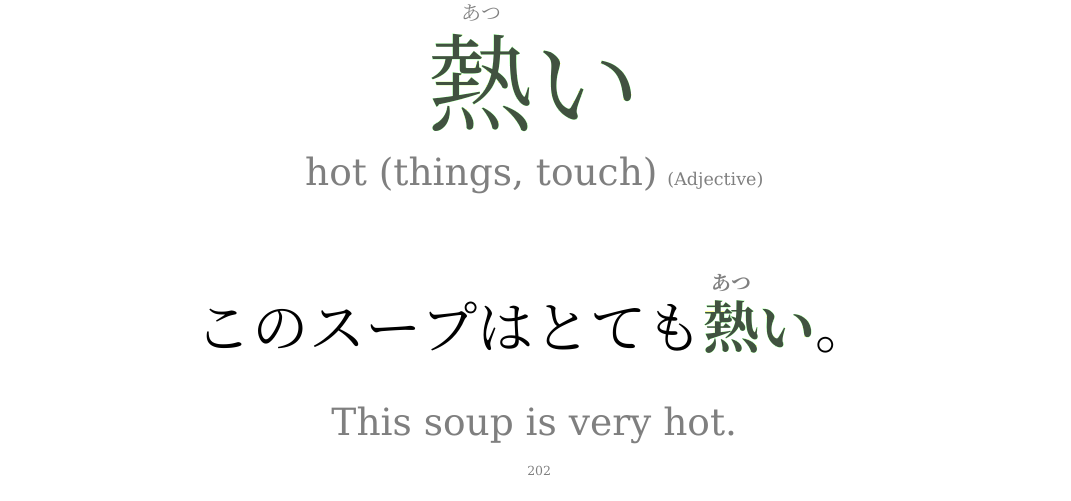 あつ
熱い
hot (things, touch) (Adjective)
あつ
このスープはとても熱い。
This soup is very hot.
202